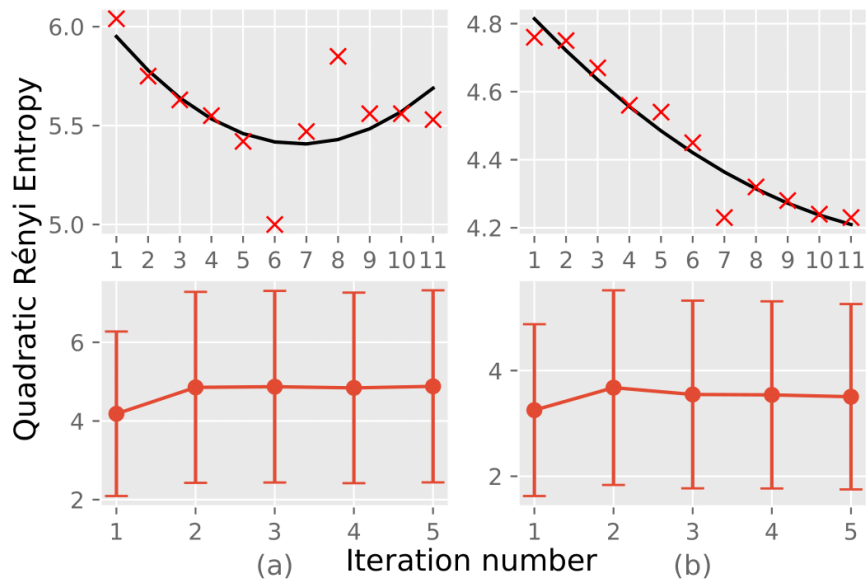 Quadratic Rényi Entropy
6.0
5.5
5.0
1 2 3 4 5 6 7 8 9 10 11
4.8
4.6
4.4
4.2
1 2 3 4 5 6 7 8 9 10 11
6
4
2
1 2 3 4 5
4
2
1 2 3 4 5
(a) Iteration number (b)